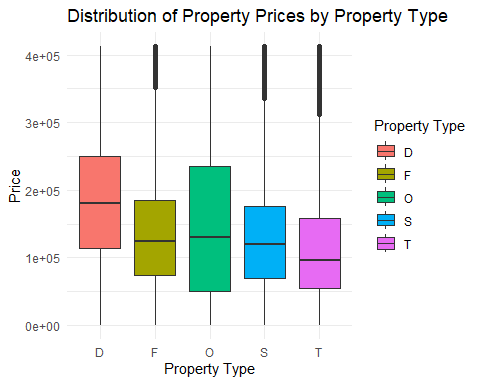 Distribution of Property Prices by Property Type
4e+05
3e+05
2e+05
1e+05
0e+00
Price
D F O S T
Property Type
Property Type
D
F
O
S
T